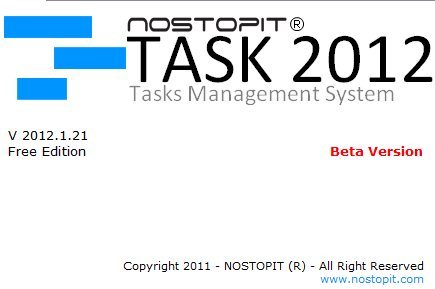 NOSTOPIT®
TASK 2012
Tasks Management System
V 2012.1.21
Free Edition
Beta Version
Copyright 2011 - NOSTOPIT (R) - All Right Reserved
www.nostopit.com